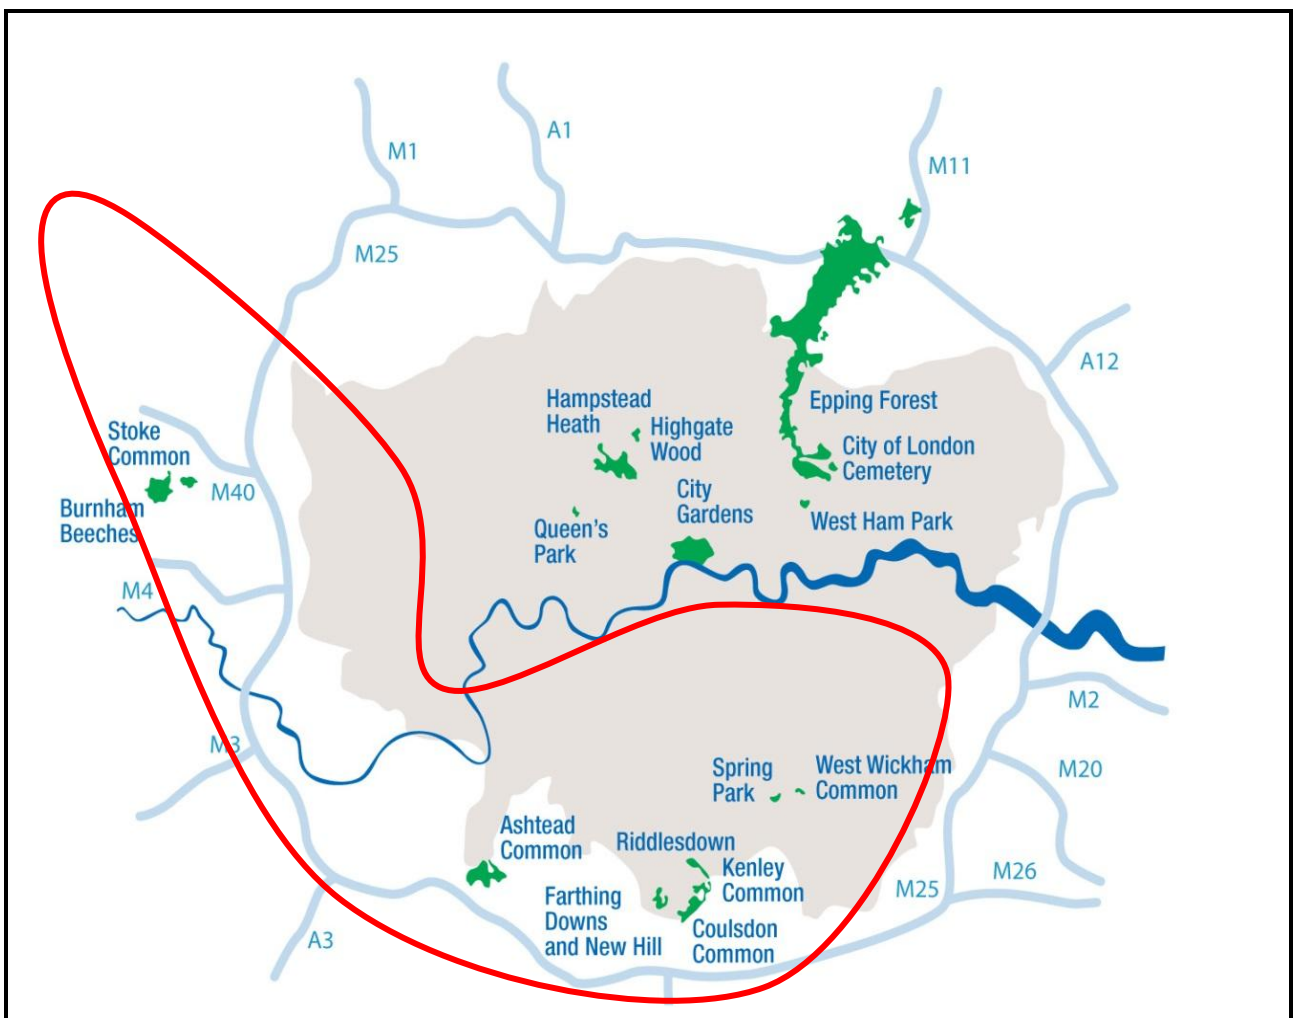 A1
M1
M11
M25
A12
Hampstead
Heath
Highgate
Wood
Epping Forest
Stoke
Common
City of London
Cemetery
M40
City
Gardens
Burnham
Beeches
Queen's
Park
West Ham Park
M4
M2
M3
Spring
Park
West Wickham
Common
M20
Ashtead
Common
Riddlesdown
Kenley
Common
M25
M26
Farthing
Downs
and New Hill
Coulsdon
Common
A3